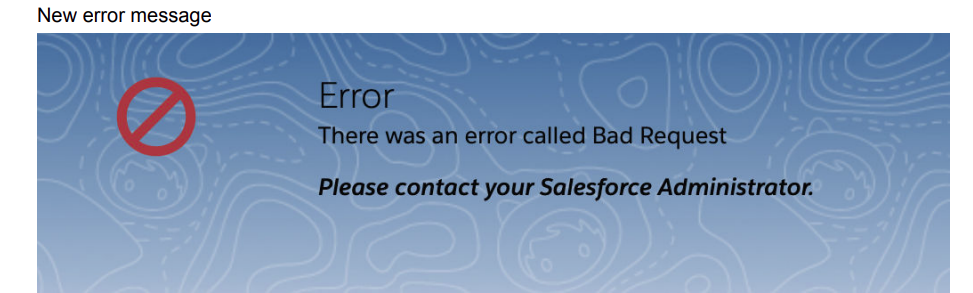 New error message
Error
There was an error called Bad Request
Please contact your Salesforce Administrator.